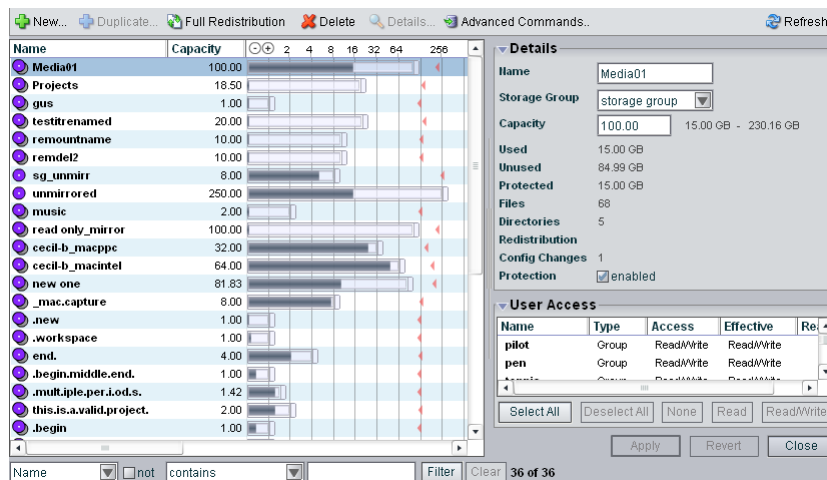 New... Duplicate... Full Redistribution Delete Details... Advanced Commands.. Refresh
Name Capacity 2 4 8 16 32 64 256
Media01 100.00
Projects 18.50
gus 1.00
testitrenamed 20.00
remountname 10.00
remdel2 10.00
sg_unmirr 8.00
unmirrored 250.00
music 2.00
read only_mirror 100.00
cecil-b_macppc 32.00
cecil-b_macintel 64.00
new one 81.83
_mac.capture 8.00
.new 1.00
.workspace 1.00
end. 4.00
.begin.middle.end. 1.00
.mult.iple.per.i.od.s. 1.42
this.is.a.valid.project. 2.00
.begin 1.00
Name not contains Filter Clear 36 of 36
Details
Name Media01
Storage Group storage group
Capacity 100.00 15.00 GB - 230.16 GB
Used 15.00 GB
Unused 84.99 GB
Protected 15.00 GB
Files 68
Directories 5
Redistribution
Config Changes 1
Protection enabled
User Access
Name Type Access Effective
pilot Group Read/Write Read/Write
pen Group Read/Write Read/Write
Select All Deselect All None Read Read/Write
Apply Revert Close